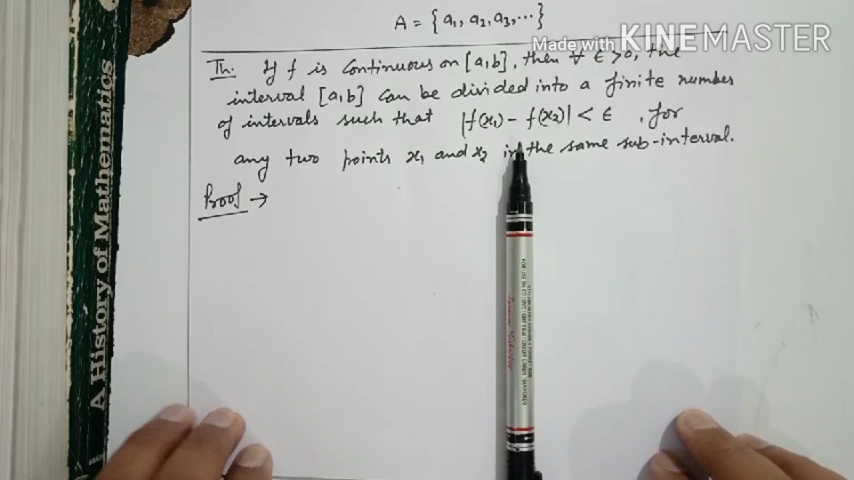 A = {a₁, a₂, a₃, ...}
Made with KINEMASTER
Th: If f is continuous on [a,b], then ∀ ε>0, the
interval [a,b] can be divided into a finite number
of intervals such that |f(x₁) - f(x₂)| < ε , for
any two points x₁ and x₂ in the same sub-interval.
Proof →
A History of Mathematics